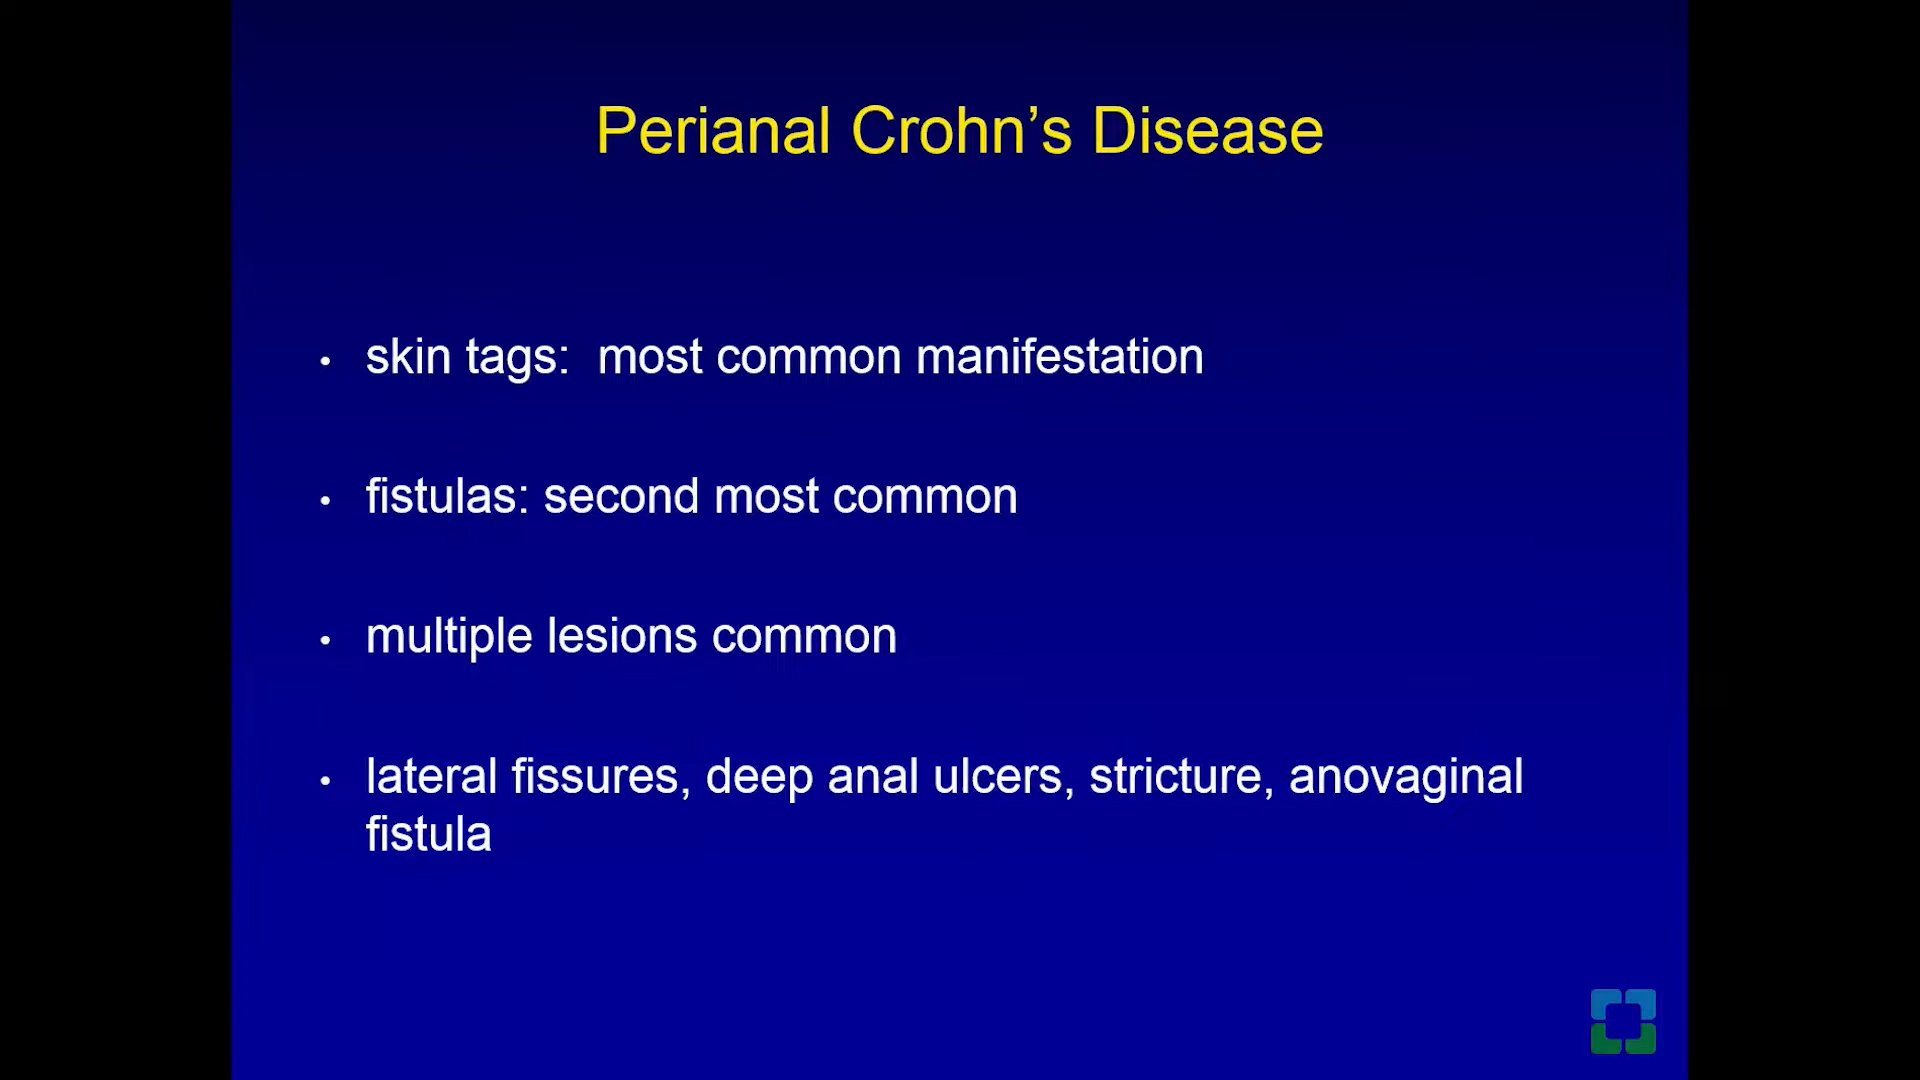 Perianal Crohn’s Disease
• skin tags:  most common manifestation
• fistulas: second most common
• multiple lesions common
• lateral fissures, deep anal ulcers, stricture, anovaginal
fistula